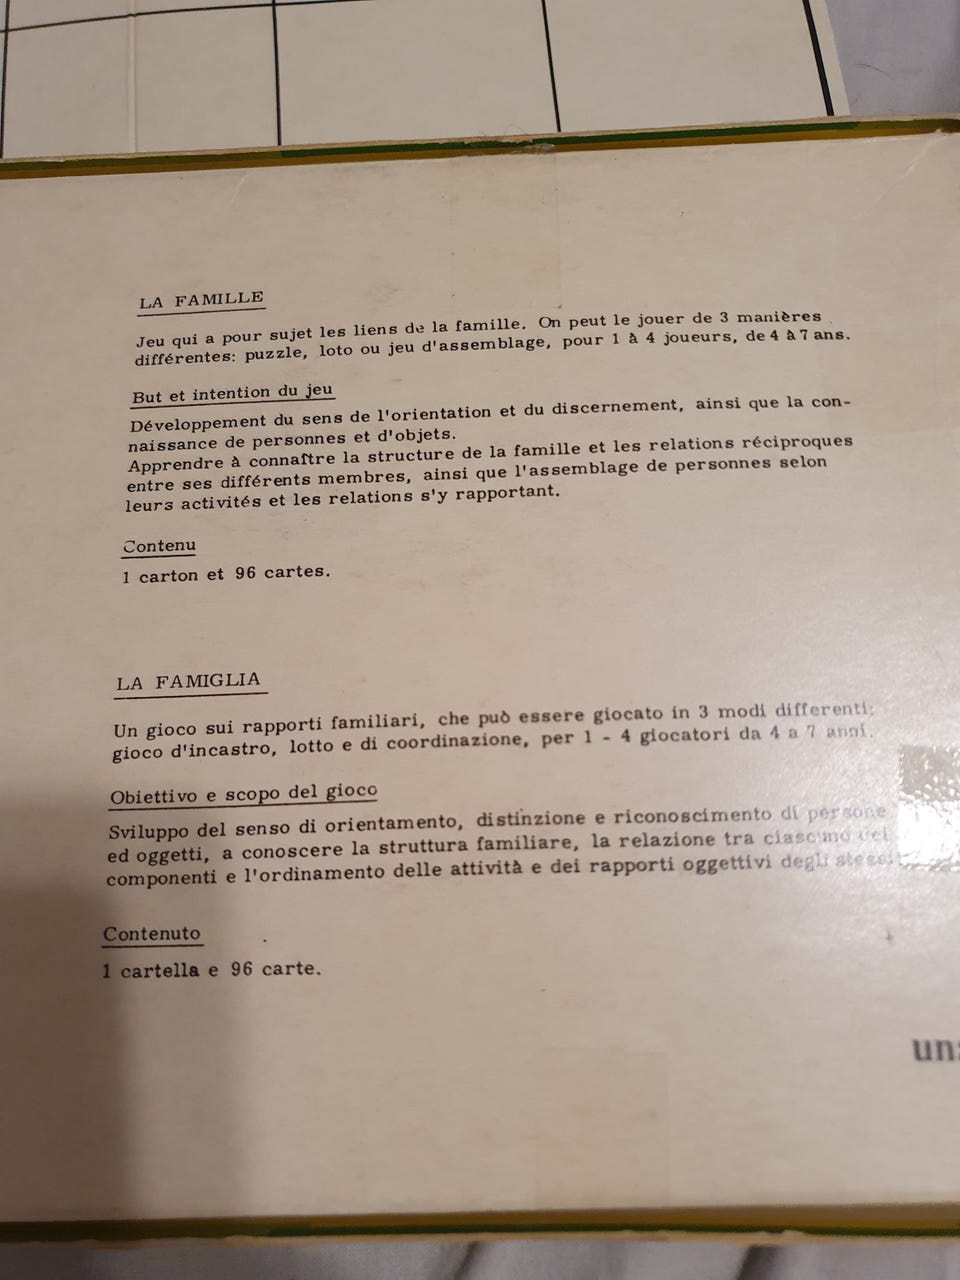 LA FAMILLE
Jeu qui a pour sujet les liens de la famille. On peut le jouer de 3 manières
différentes: puzzle, loto ou jeu d'assemblage, pour 1 à 4 joueurs, de 4 à 7 ans.
But et intention du jeu
Développement du sens de l'orientation et du discernement, ainsi que la con-
naissance de personnes et d'objets.
Apprendre à connaître la structure de la famille et les relations réciproques
entre ses différents membres, ainsi que l'assemblage de personnes selon
leurs activités et les relations s'y rapportant.
Contenu
1 carton et 96 cartes.
LA FAMIGLIA
Un gioco sui rapporti familiari, che può essere giocato in 3 modi differenti:
gioco d'incastro, lotto e di coordinazione, per 1 - 4 giocatori da 4 a 7 anni.
Obiettivo e scopo del gioco
Sviluppo del senso di orientamento, distinzione e riconoscimento di persone
ed oggetti, a conoscere la struttura familiare, la relazione tra ciascuno dei
componenti e l'ordinamento delle attività e dei rapporti oggettivi degli stessi.
Contenuto
1 cartella e 96 carte.